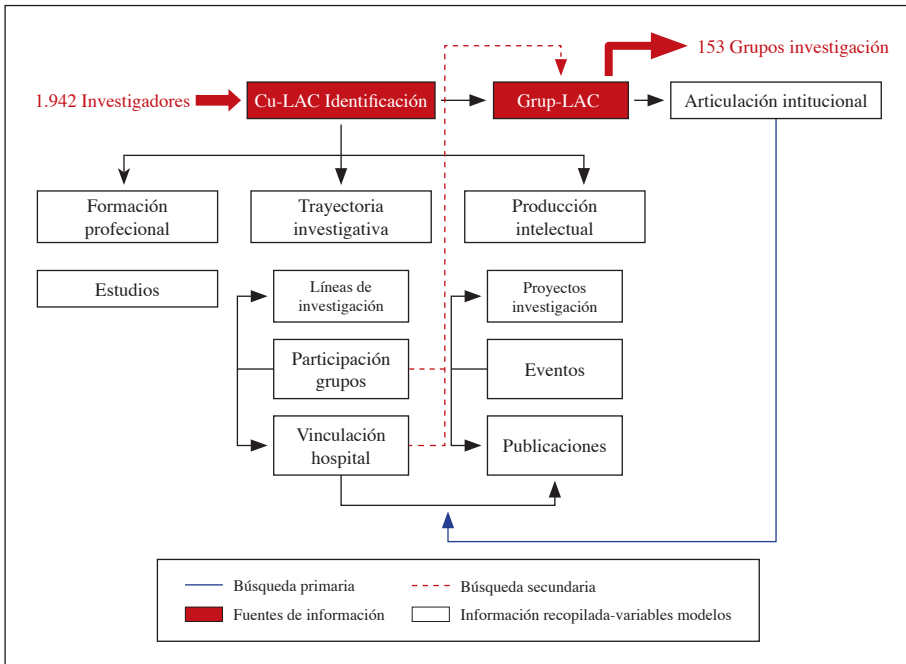 153 Grupos investigación
1.942 Investigadores
Cu-LAC Identificación
Grup-LAC
Articulación intitucional
Formación
profecional
Trayectoria
investigativa
Producción
intelectual
Estudios
Líneas de
investigación
Proyectos
investigación
Participación
grupos
Eventos
Vinculación
hospital
Publicaciones
Búsqueda primaria
Búsqueda secundaria
Fuentes de información
Información recopilada-variables modelos